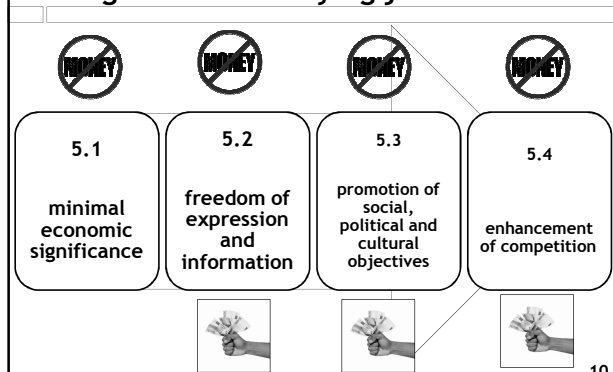 MONEY
MONEY
MONEY
MONEY
5.1
minimal
economic
significance
5.2
freedom of
expression
and
information
5.3
promotion of
social,
political and
cultural
objectives
5.4
enhancement
of competition
10